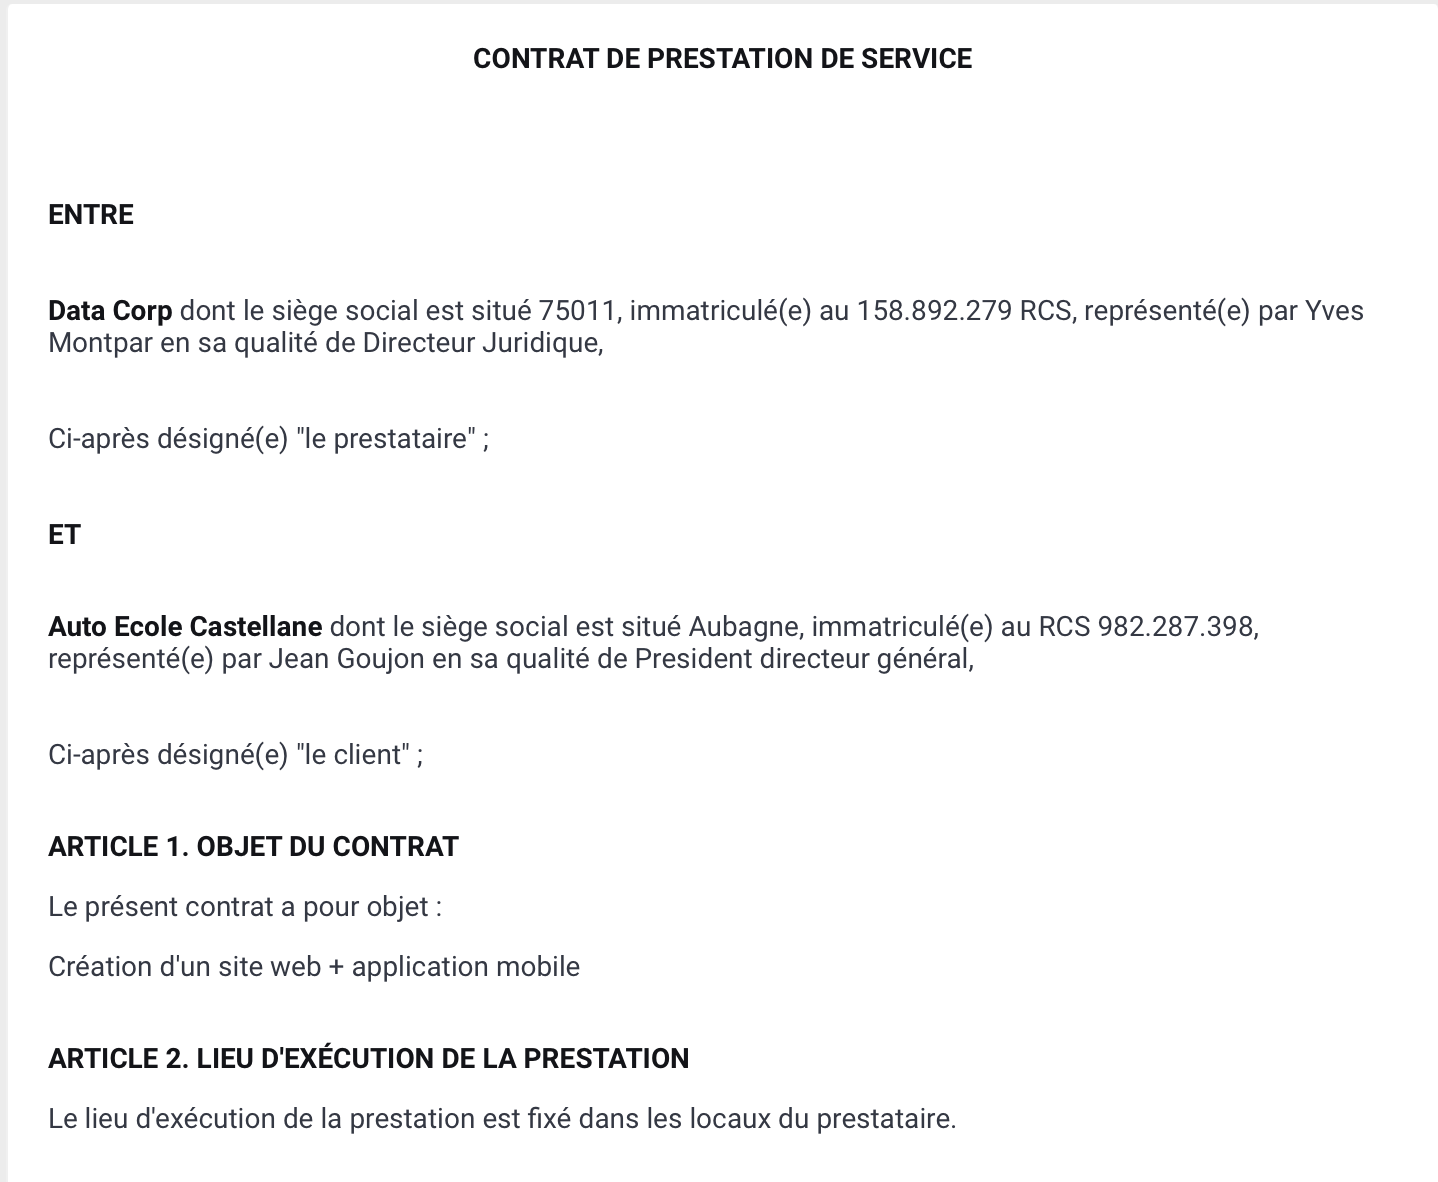 CONTRAT DE PRESTATION DE SERVICE
ENTRE
Data Corp dont le siège social est situé 75011, immatriculé(e) au 158.892.279 RCS, représenté(e) par Yves
Montpar en sa qualité de Directeur Juridique,
Ci-après désigné(e) "le prestataire" ;
ET
Auto Ecole Castellane dont le siège social est situé Aubagne, immatriculé(e) au RCS 982.287.398,
représenté(e) par Jean Goujon en sa qualité de President directeur général,
Ci-après désigné(e) "le client" ;
ARTICLE 1. OBJET DU CONTRAT
Le présent contrat a pour objet :
Création d'un site web + application mobile
ARTICLE 2. LIEU D'EXÉCUTION DE LA PRESTATION
Le lieu d'exécution de la prestation est fixé dans les locaux du prestataire.